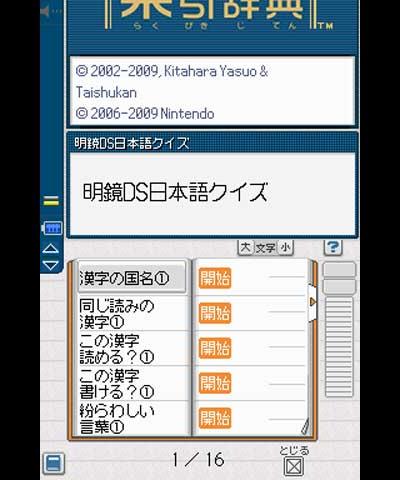 楽引辞典
らく びき じ てん TM
© 2002-2009, Kitahara Yasuo &
Taishukan
© 2006-2009 Nintendo
明鏡DS日本語クイズ
明鏡DS日本語クイズ
大 文字 小 ?
漢字の国名① 開始
同じ読みの
漢字① 開始
この漢字
読める？① 開始
この漢字
書ける？① 開始
紛らわしい
言葉① 開始
1／16
とじる